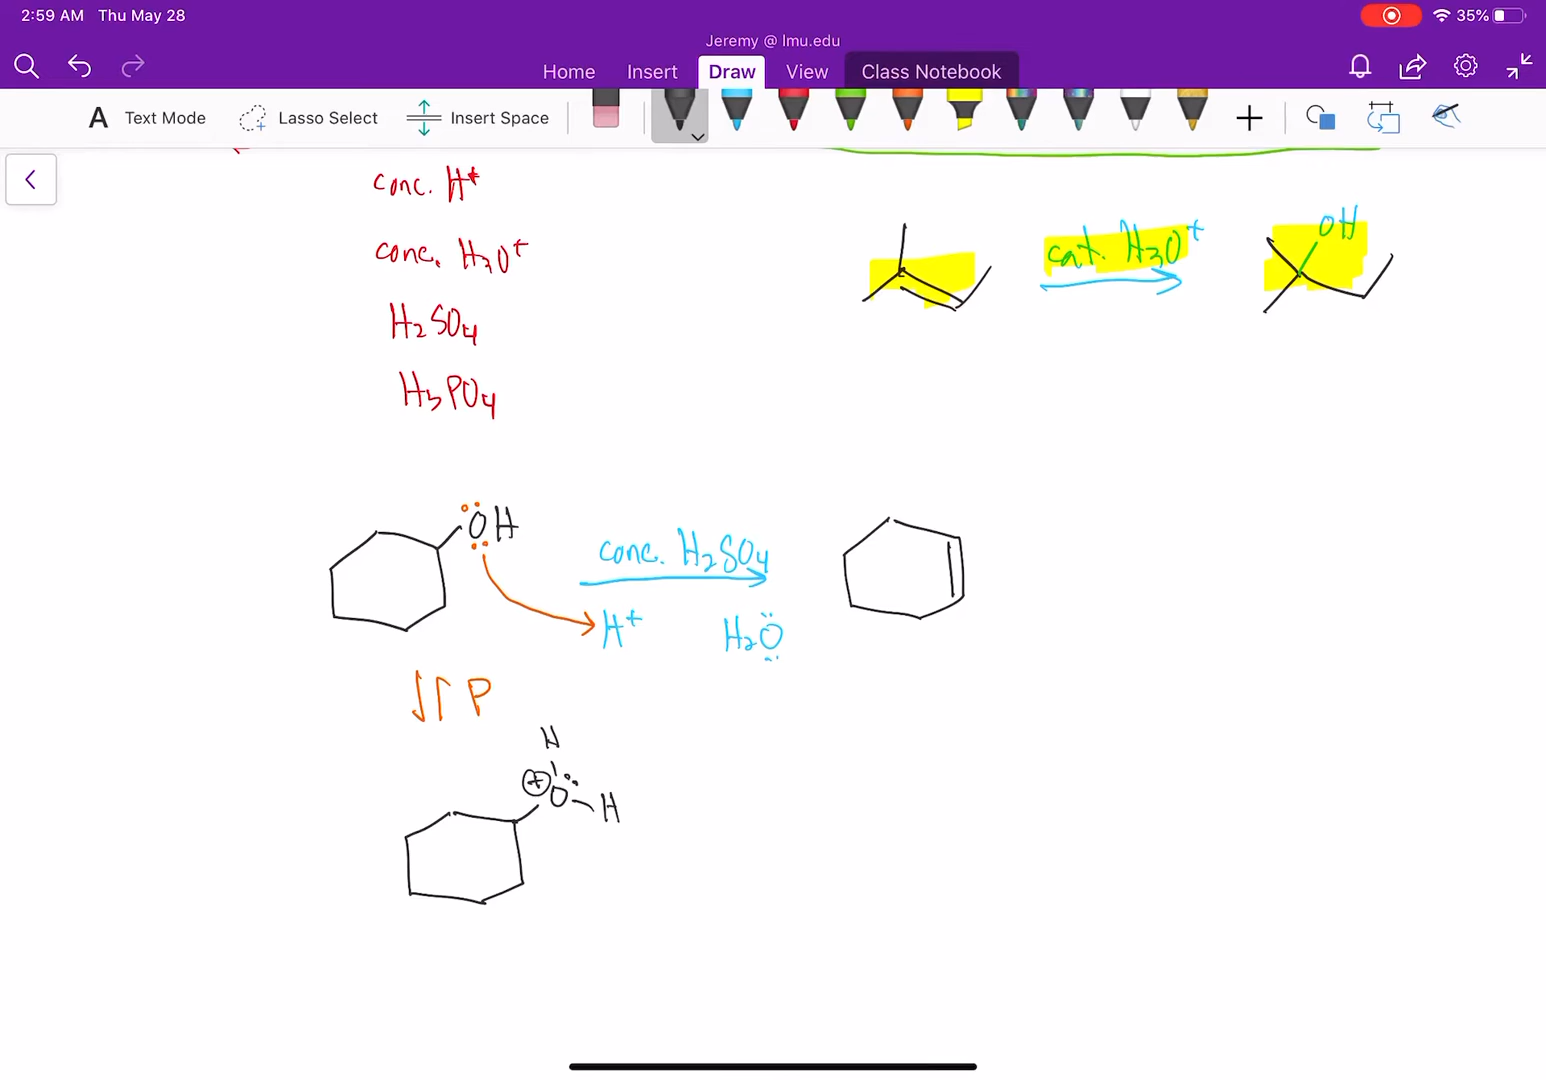 2:59 AM Thu May 28
35%
Jeremy @ lmu.edu
Home Insert Draw View Class Notebook
A Text Mode Lasso Select Insert Space
conc. H+
conc. H3O+
H2SO4
H3PO4
cat. H3O+
OH
OH
conc. H2SO4
H+ H2O
P
H
+ O - H